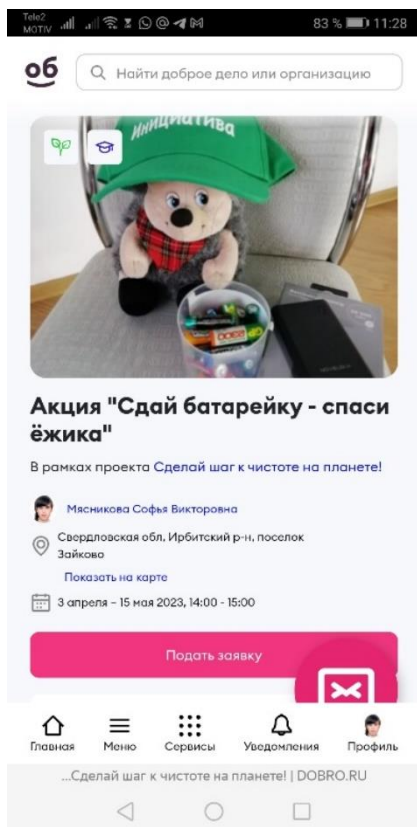 Tele2
MOTIV
83 % 11:28
об
Найти доброе дело или организацию
Инициатива
Акция "Сдай батарейку - спаси
ёжика"
В рамках проекта Сделай шаг к чистоте на планете!
Мясникова Софья Викторовна
Свердловская обл, Ирбитский р-н, поселок
Зайково
Показать на карте
3 апреля – 15 мая 2023, 14:00 - 15:00
Подать заявку
Главная Меню Сервисы Уведомления Профиль
...Сделай шаг к чистоте на планете! | DOBRO.RU